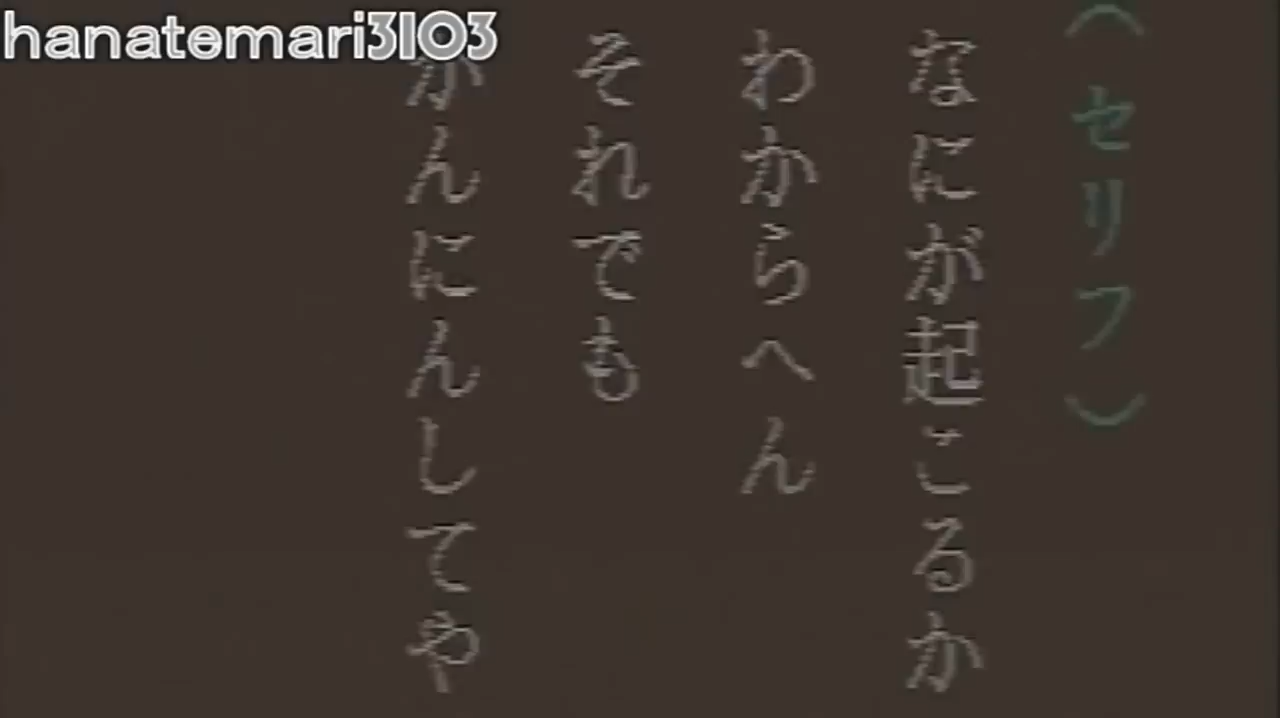 hanatemari3103
（セリフ）
なにが起こるか
わからへん
それでも
かんにんしてや